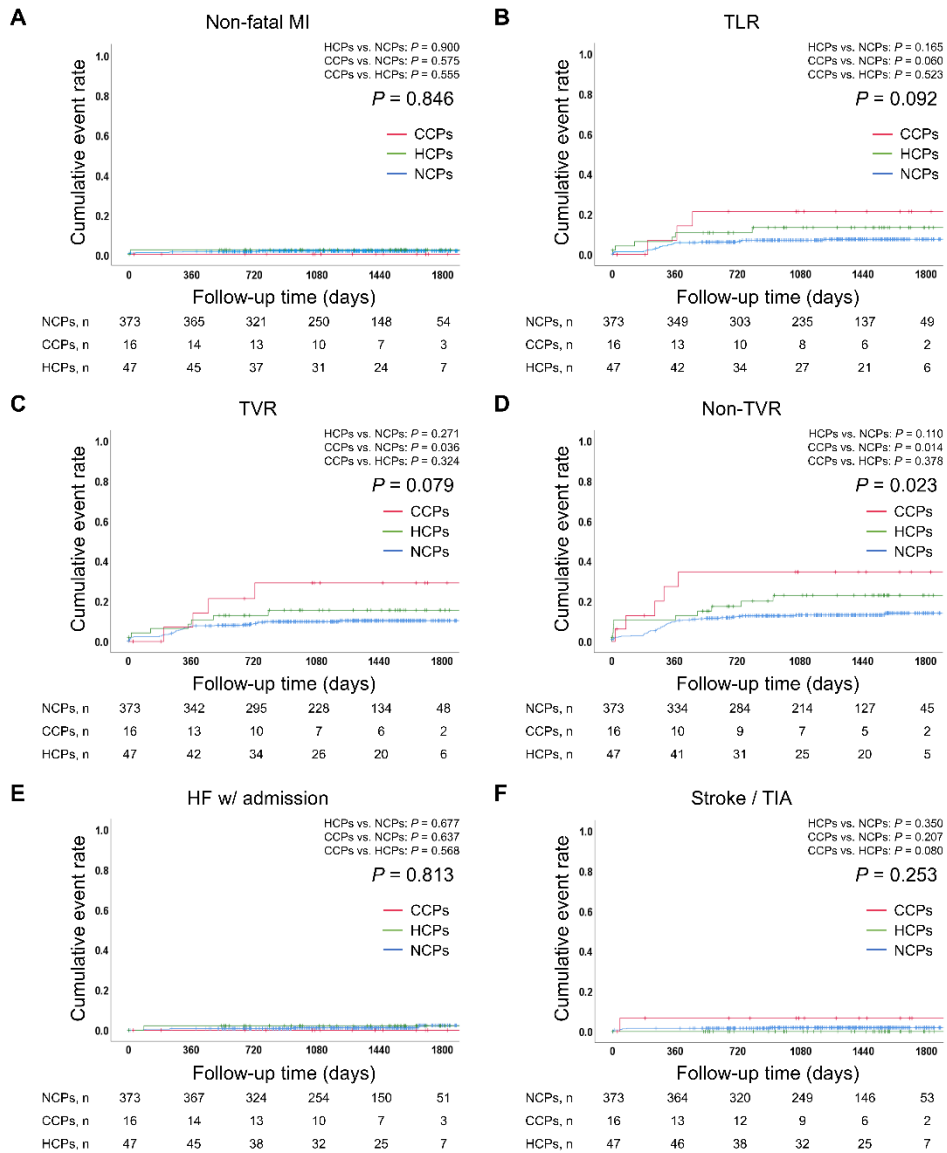 A
Non-fatal MI
HCPs vs. NCPs: P = 0.900
CCPs vs. NCPs: P = 0.575
CCPs vs. HCPs: P = 0.555
P = 0.846
CCPs
HCPs
NCPs
Cumulative event rate
1.0
0.8
0.6
0.4
0.2
0.0
0 360 720 1080 1440 1800
Follow-up time (days)
NCPs, n 373 365 321 250 148 54
CCPs, n 16 14 13 10 7 3
HCPs, n 47 45 37 31 24 7
B
TLR
HCPs vs. NCPs: P = 0.165
CCPs vs. NCPs: P = 0.060
CCPs vs. HCPs: P = 0.523
P = 0.092
CCPs
HCPs
NCPs
Cumulative event rate
1.0
0.8
0.6
0.4
0.2
0.0
0 360 720 1080 1440 1800
Follow-up time (days)
NCPs, n 373 349 303 235 137 49
CCPs, n 16 13 10 8 6 2
HCPs, n 47 42 34 27 21 6
C
TVR
HCPs vs. NCPs: P = 0.271
CCPs vs. NCPs: P = 0.036
CCPs vs. HCPs: P = 0.324
P = 0.079
CCPs
HCPs
NCPs
Cumulative event rate
1.0
0.8
0.6
0.4
0.2
0.0
0 360 720 1080 1440 1800
Follow-up time (days)
NCPs, n 373 342 295 228 134 48
CCPs, n 16 13 10 7 6 2
HCPs, n 47 42 34 26 20 6
D
Non-TVR
HCPs vs. NCPs: P = 0.110
CCPs vs. NCPs: P = 0.014
CCPs vs. HCPs: P = 0.378
P = 0.023
CCPs
HCPs
NCPs
Cumulative event rate
1.0
0.8
0.6
0.4
0.2
0.0
0 360 720 1080 1440 1800
Follow-up time (days)
NCPs, n 373 334 284 214 127 45
CCPs, n 16 10 9 7 5 2
HCPs, n 47 41 31 25 20 5
E
HF w/ admission
HCPs vs. NCPs: P = 0.677
CCPs vs. NCPs: P = 0.637
CCPs vs. HCPs: P = 0.568
P = 0.813
CCPs
HCPs
NCPs
Cumulative event rate
1.0
0.8
0.6
0.4
0.2
0.0
0 360 720 1080 1440 1800
Follow-up time (days)
NCPs, n 373 367 324 254 150 51
CCPs, n 16 14 13 10 7 3
HCPs, n 47 45 38 32 25 7
F
Stroke / TIA
HCPs vs. NCPs: P = 0.350
CCPs vs. NCPs: P = 0.207
CCPs vs. HCPs: P = 0.080
P = 0.253
CCPs
HCPs
NCPs
Cumulative event rate
1.0
0.8
0.6
0.4
0.2
0.0
0 360 720 1080 1440 1800
Follow-up time (days)
NCPs, n 373 364 320 249 146 53
CCPs, n 16 13 12 9 6 2
HCPs, n 47 46 38 32 25 7